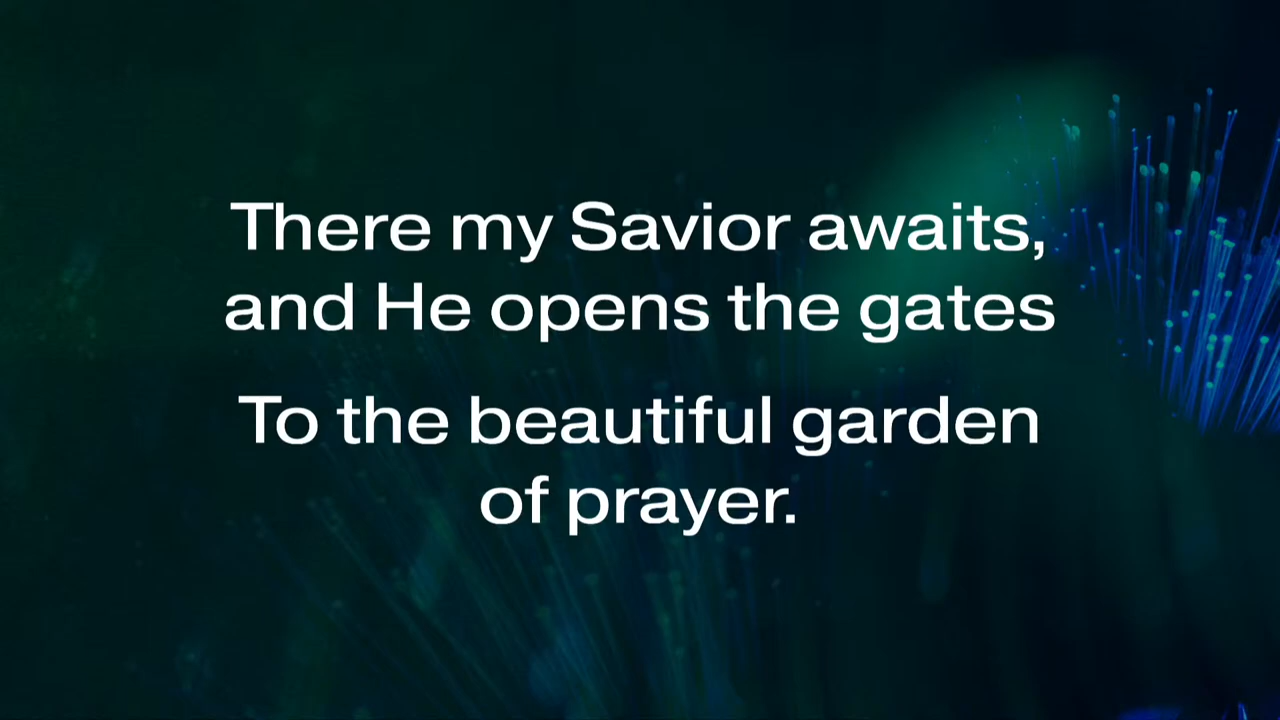 There my Savior awaits,
and He opens the gates
To the beautiful garden
of prayer.